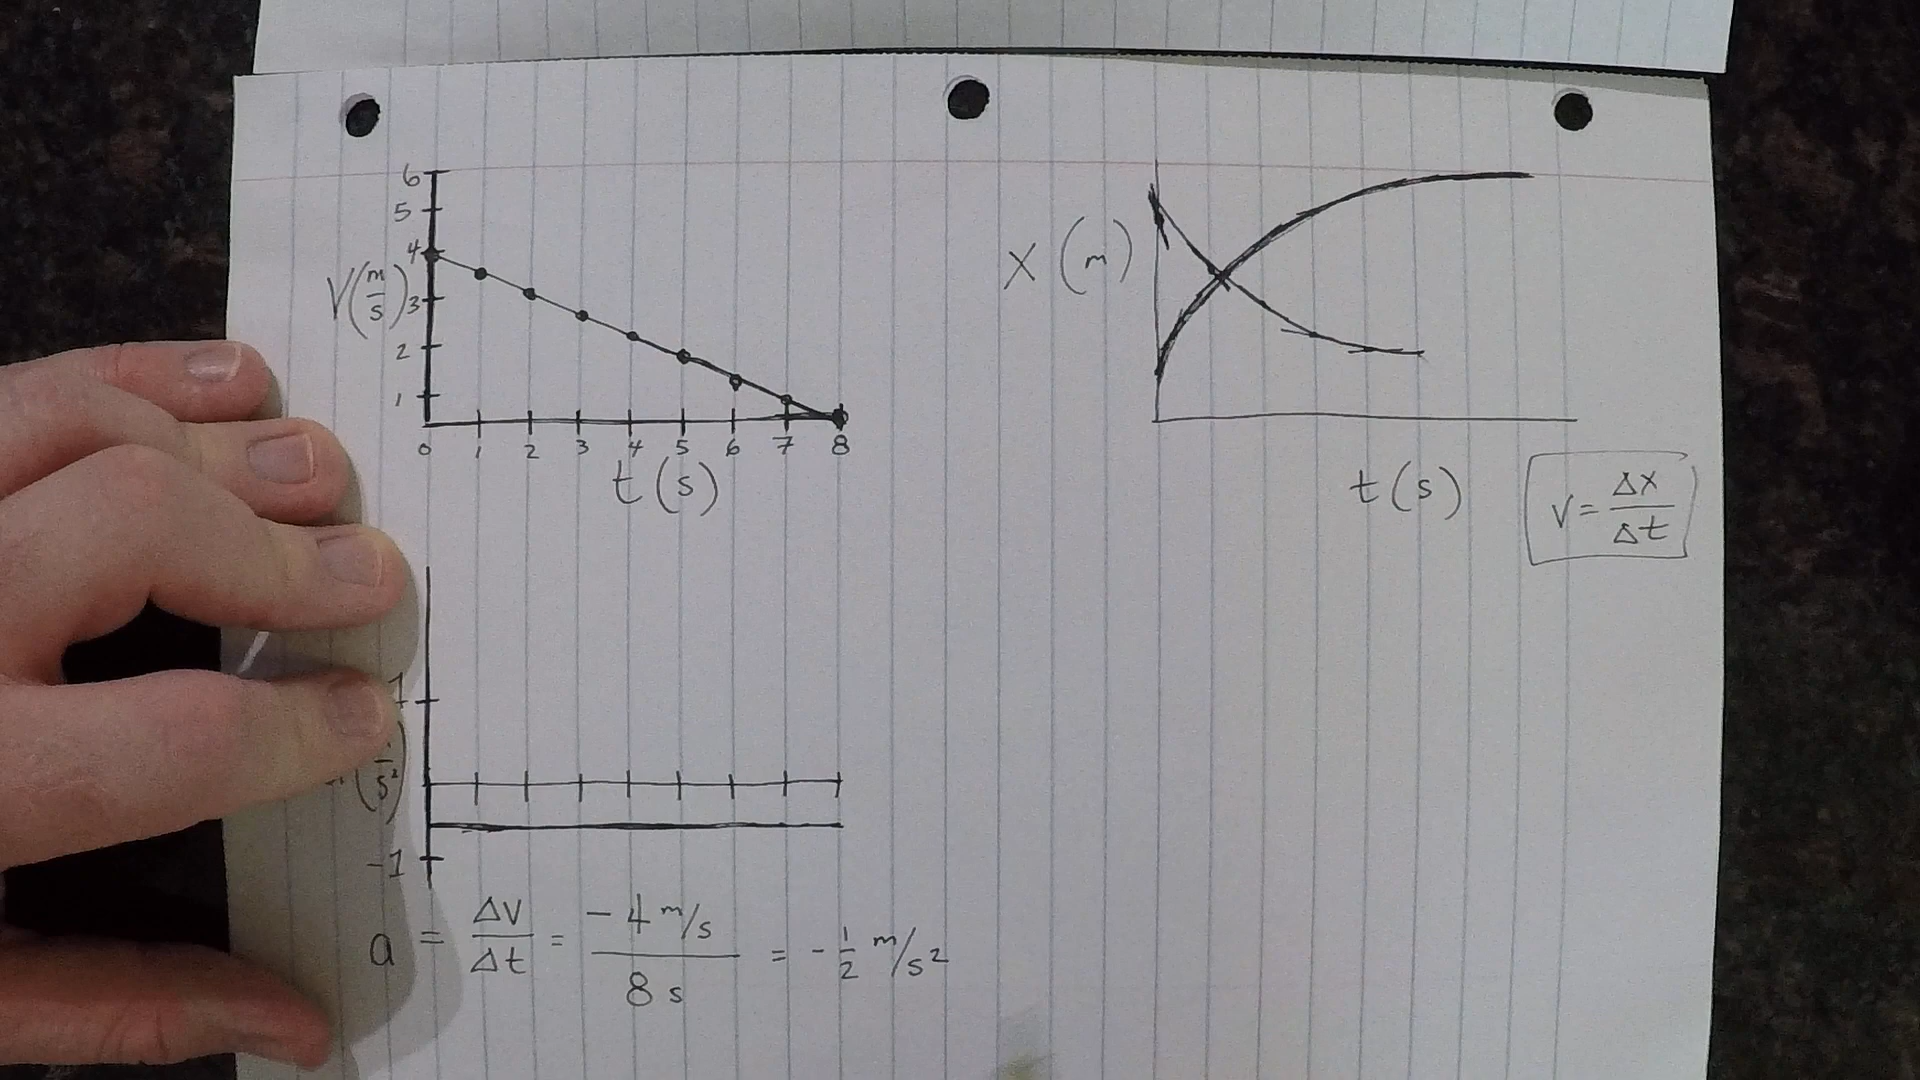 6
5
4
V(m/s)
3
2
1
0 1 2 3 4 5 6 7 8
t(s)
X(m)
t(s)
V = Δx/Δt
1
s²)
-1
a = Δv/Δt = -4 m/s / 8 s = -1/2 m/s²